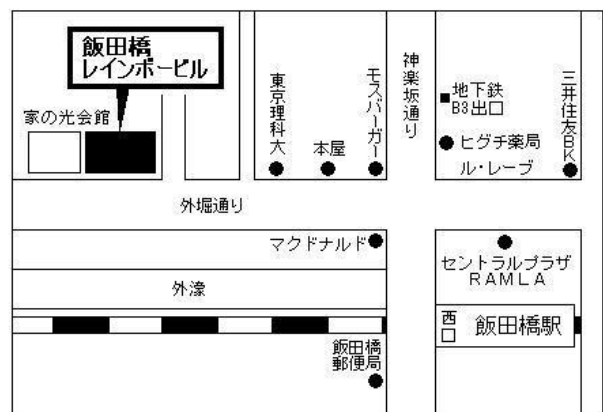 飯田橋
レインボービル
家の光会館
東京理科大
本屋
モスバーガー
神楽坂通り
■地下鉄
B3出口
ヒグチ薬局
ル・レーブ
三井住友BK
外堀通り
マクドナルド
セントラルプラザ
RAMLA
外濠
西口
飯田橋駅
飯田橋
郵便局